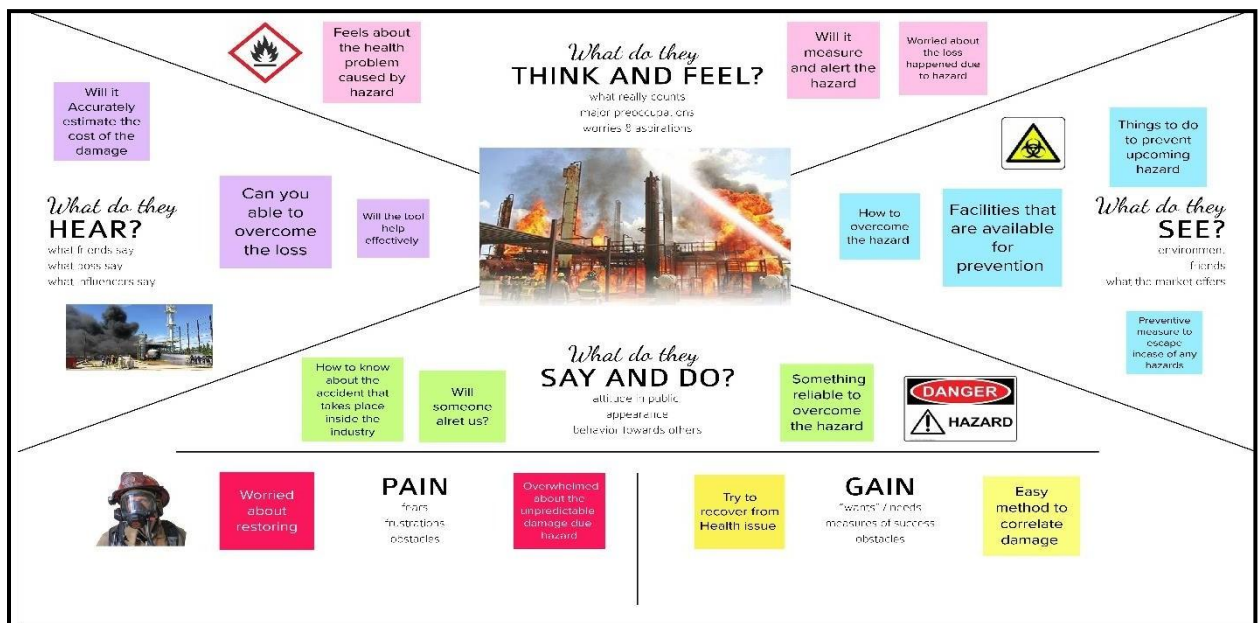 Feels about
the health
problem
caused by
hazard
What do they
THINK AND FEEL?
what really counts
major preoccupations
worries & aspirations
Will it
measure
and alert the
hazard
Worried about
the loss
happened due
to hazard
Will it
Accurately
estimate the
cost of the
damage
What do they
HEAR?
what friends say
what boss say
what influencers say
Can you
able to
overcome
the loss
Will the tool
help
effectively
How to
overcome
the hazard
Facilities that
are available
for
prevention
Things to do
to prevent
upcoming
hazard
What do they
SEE?
environment
friends
what the market offers
Preventive
measure to
escape
incase of any
hazards
What do they
SAY AND DO?
attitude in public
appearance
behavior towards others
How to know
about the
accident that
takes place
inside the
industry
Will
someone
alret us?
Something
reliable to
overcome
the hazard
DANGER
HAZARD
Worried
about
restoring
PAIN
fears
frustrations
obstacles
Overwhelmed
about the
unpredictable
damage due
hazard
Try to
recover from
Health issue
GAIN
"wants" / needs
measures of success
obstacles
Easy
method to
correlate
damage